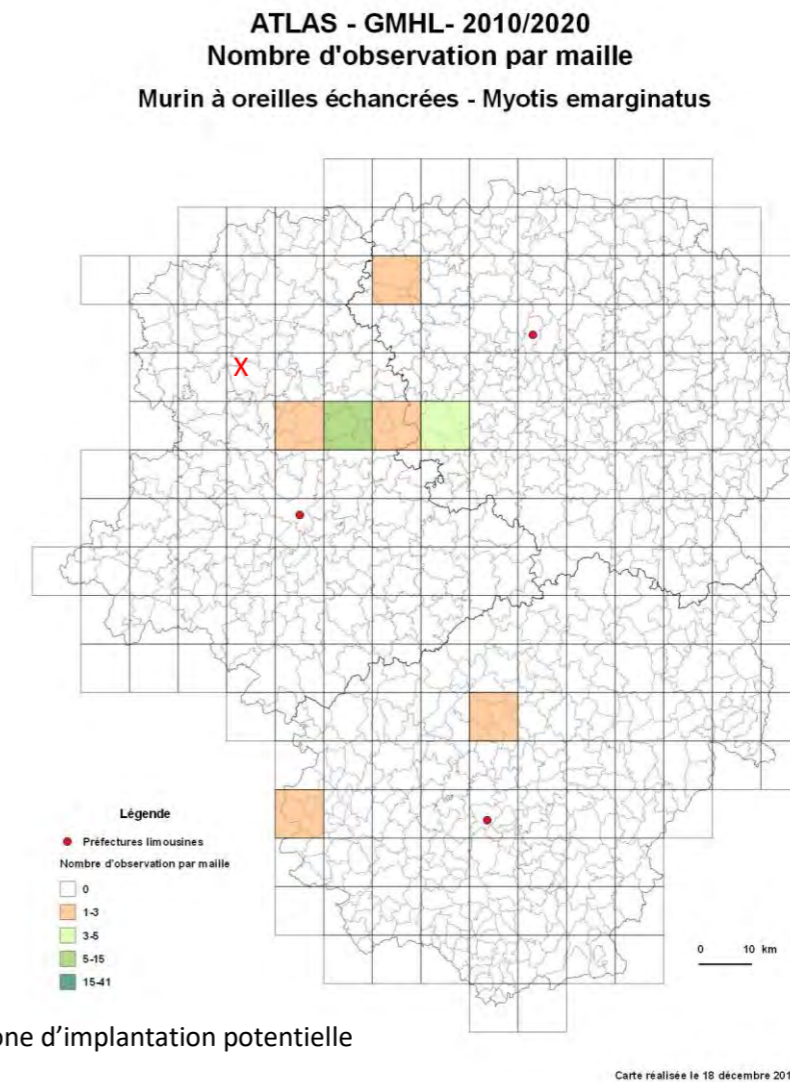 ATLAS - GMHL- 2010/2020
Nombre d'observation par maille
Murin à oreilles échancrées - Myotis emarginatus
X
Légende
Préfectures limousines
Nombre d'observation par maille
0
1-3
3-5
5-15
15-41
0 10 km
one d'implantation potentielle
Carte réalisée le 18 décembre 201